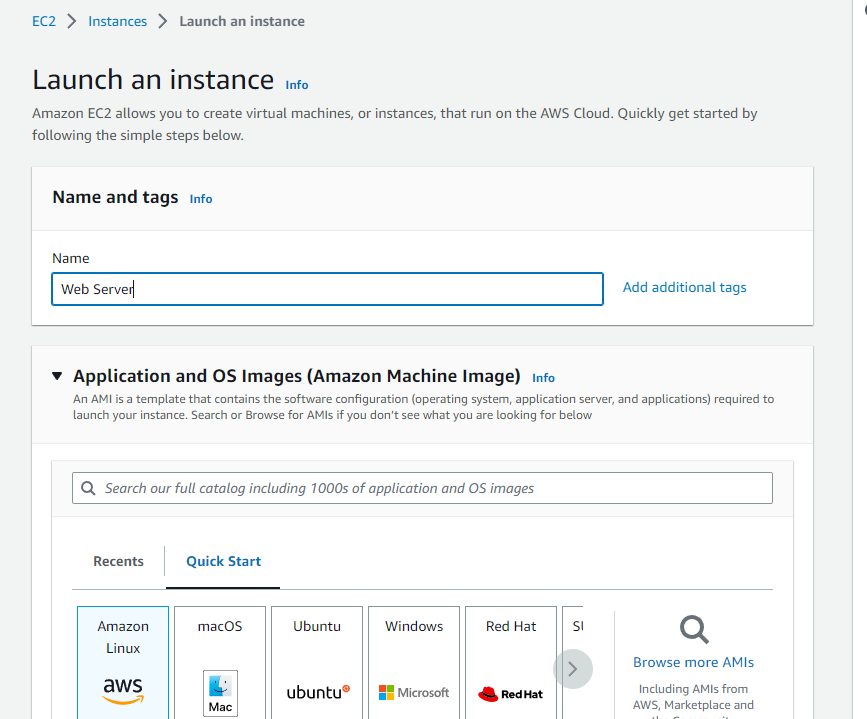 EC2 > Instances > Launch an instance
Launch an instance Info
Amazon EC2 allows you to create virtual machines, or instances, that run on the AWS Cloud. Quickly get started by
following the simple steps below.
Name and tags Info
Name
Web Server
Add additional tags
Application and OS Images (Amazon Machine Image) Info
An AMI is a template that contains the software configuration (operating system, application server, and applications) required to
launch your instance. Search or Browse for AMIs if you don't see what you are looking for below
Search our full catalog including 1000s of application and OS images
Recents
Quick Start
Amazon
Linux
aws
macOS
Mac
Ubuntu
ubuntu
Windows
Microsoft
Red Hat
Red Hat
Browse more AMIs
Including AMIs from
AWS, Marketplace and